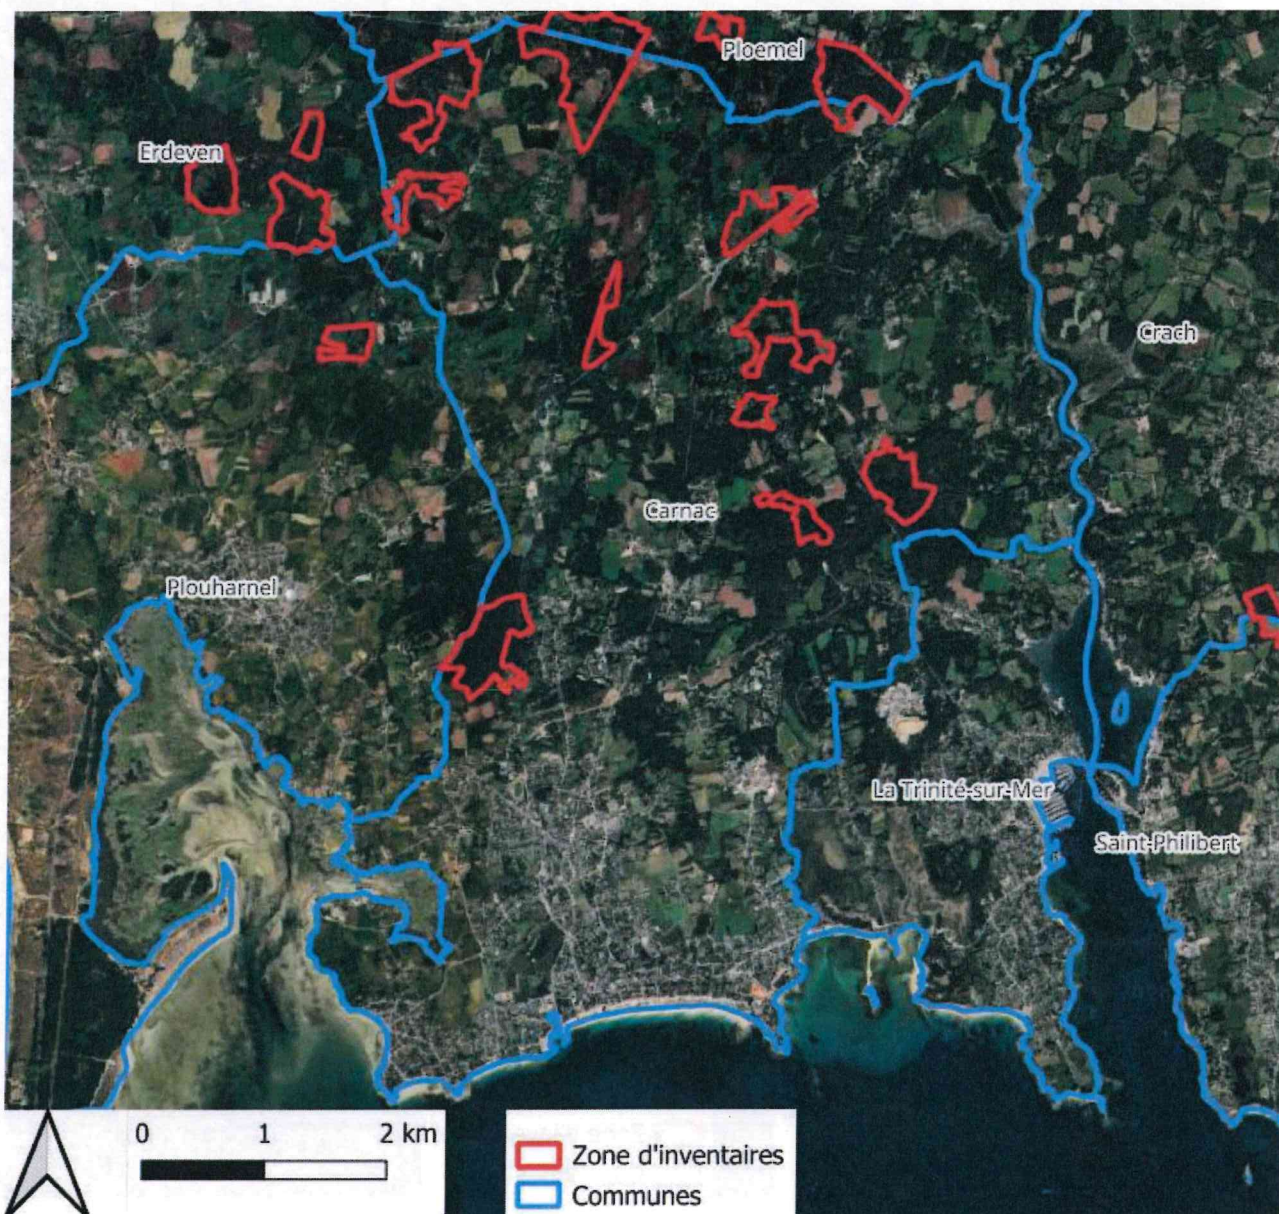 Ploemel
Erdeven
Crach
Carnac
Plouharnel
La Trinité-sur-Mer
Saint-Philibert
0 1 2 km
Zone d'inventaires
Communes